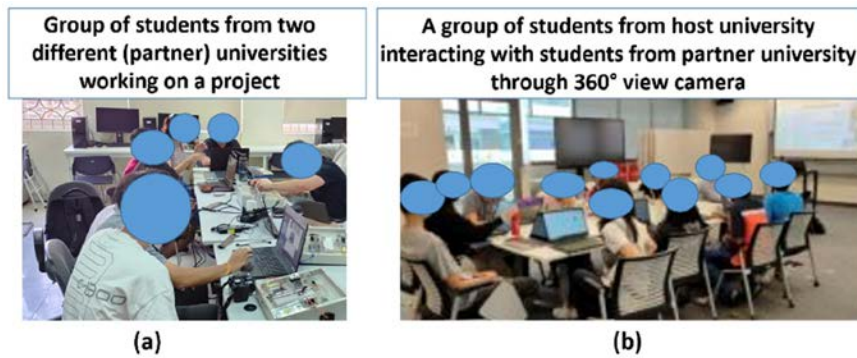 Group of students from two
different (partner) universities
working on a project
A group of students from host university
interacting with students from partner university
through 360° view camera
(a)
(b)